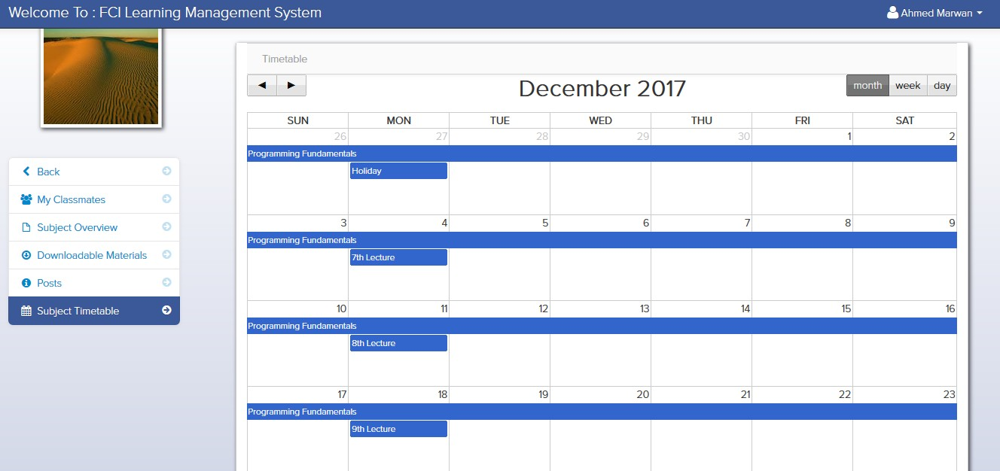 Welcome To : FCI Learning Management System
Ahmed Marwan
Back
My Classmates
Subject Overview
Downloadable Materials
Posts
Subject Timetable
Timetable
December 2017
month week day
SUN MON TUE WED THU FRI SAT
26 27 28 29 30 1 2
Programming Fundamentals
Holiday
3 4 5 6 7 8 9
Programming Fundamentals
7th Lecture
10 11 12 13 14 15 16
Programming Fundamentals
8th Lecture
17 18 19 20 21 22 23
Programming Fundamentals
9th Lecture